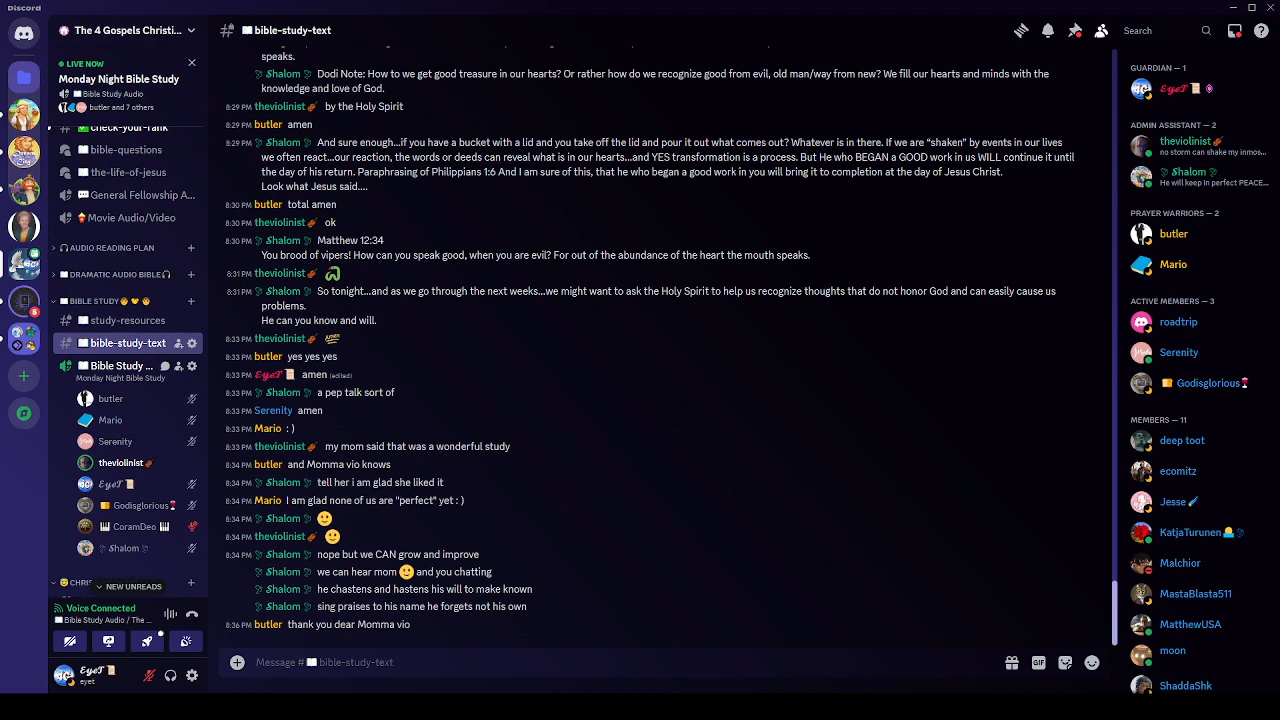 Discord
The 4 Gospels Christi...
LIVE NOW
Monday Night Bible Study
Bible Study Audio
butler and 7 others
check-your-rank
bible-questions
the-life-of-jesus
General Fellowship A...
Movie Audio/Video
AUDIO READING PLAN
DRAMATIC AUDIO BIBLE
BIBLE STUDY
study-resources
bible-study-text
Bible Study ...
Monday Night Bible Study
butler
Mario
Serenity
theviolinist
EyeT
Godisglorious
CoramDeo
Shalom
CHRIS
NEW UNREADS
Voice Connected
Bible Study Audio / The ...
EyeT
eyet
6
bible-study-text
Search
speaks.
Shalom Dodi Note: How to we get good treasure in our hearts? Or rather how do we recognize good from evil, old man/way from new? We fill our hearts and minds with the
knowledge and love of God.
8:29 PM theviolinist by the Holy Spirit
8:29 PM butler amen
8:29 PM Shalom And sure enough...if you have a bucket with a lid and you take off the lid and pour it out what comes out? Whatever is in there. If we are “shaken” by events in our lives
we often react...our reaction, the words or deeds can reveal what is in our hearts...and YES transformation is a process. But He who BEGAN a GOOD work in us WILL continue it until
the day of his return. Paraphrasing of Philippians 1:6 And I am sure of this, that he who began a good work in you will bring it to completion at the day of Jesus Christ.
Look what Jesus said....
8:30 PM butler total amen
8:30 PM theviolinist ok
8:30 PM Shalom Matthew 12:34
You brood of vipers! How can you speak good, when you are evil? For out of the abundance of the heart the mouth speaks.
8:31 PM theviolinist
8:31 PM Shalom So tonight...and as we go through the next weeks...we might want to ask the Holy Spirit to help us recognize thoughts that do not honor God and can easily cause us
problems.
He can you know and will.
8:33 PM theviolinist Amen
8:33 PM butler yes yes yes
8:33 PM EyeT amen (edited)
8:33 PM Shalom a pep talk sort of
8:33 PM Serenity amen
8:33 PM Mario : )
8:33 PM theviolinist my mom said that was a wonderful study
8:34 PM butler and Momma vio knows
8:34 PM Shalom tell her i am glad she liked it
8:34 PM Mario I am glad none of us are "perfect" yet : )
8:34 PM Shalom
8:34 PM theviolinist
8:34 PM Shalom nope but we CAN grow and improve
Shalom we can hear mom and you chatting
Shalom he chastens and hastens his will to make known
Shalom sing praises to his name he forgets not his own
8:36 PM butler thank you dear Momma vio
Message # bible-study-text
GIF
GUARDIAN — 1
EyeT
ADMIN ASSISTANT — 2
theviolinist
no storm can shake my inmos...
Shalom
He will keep in perfect PEACE...
PRAYER WARRIORS — 2
butler
Mario
ACTIVE MEMBERS — 3
roadtrip
Serenity
Godisglorious
MEMBERS — 11
deep toot
ecomitz
Jesse
KatjaTurunen
Malchior
MastaBlasta511
MatthewUSA
moon
ShaddaShk